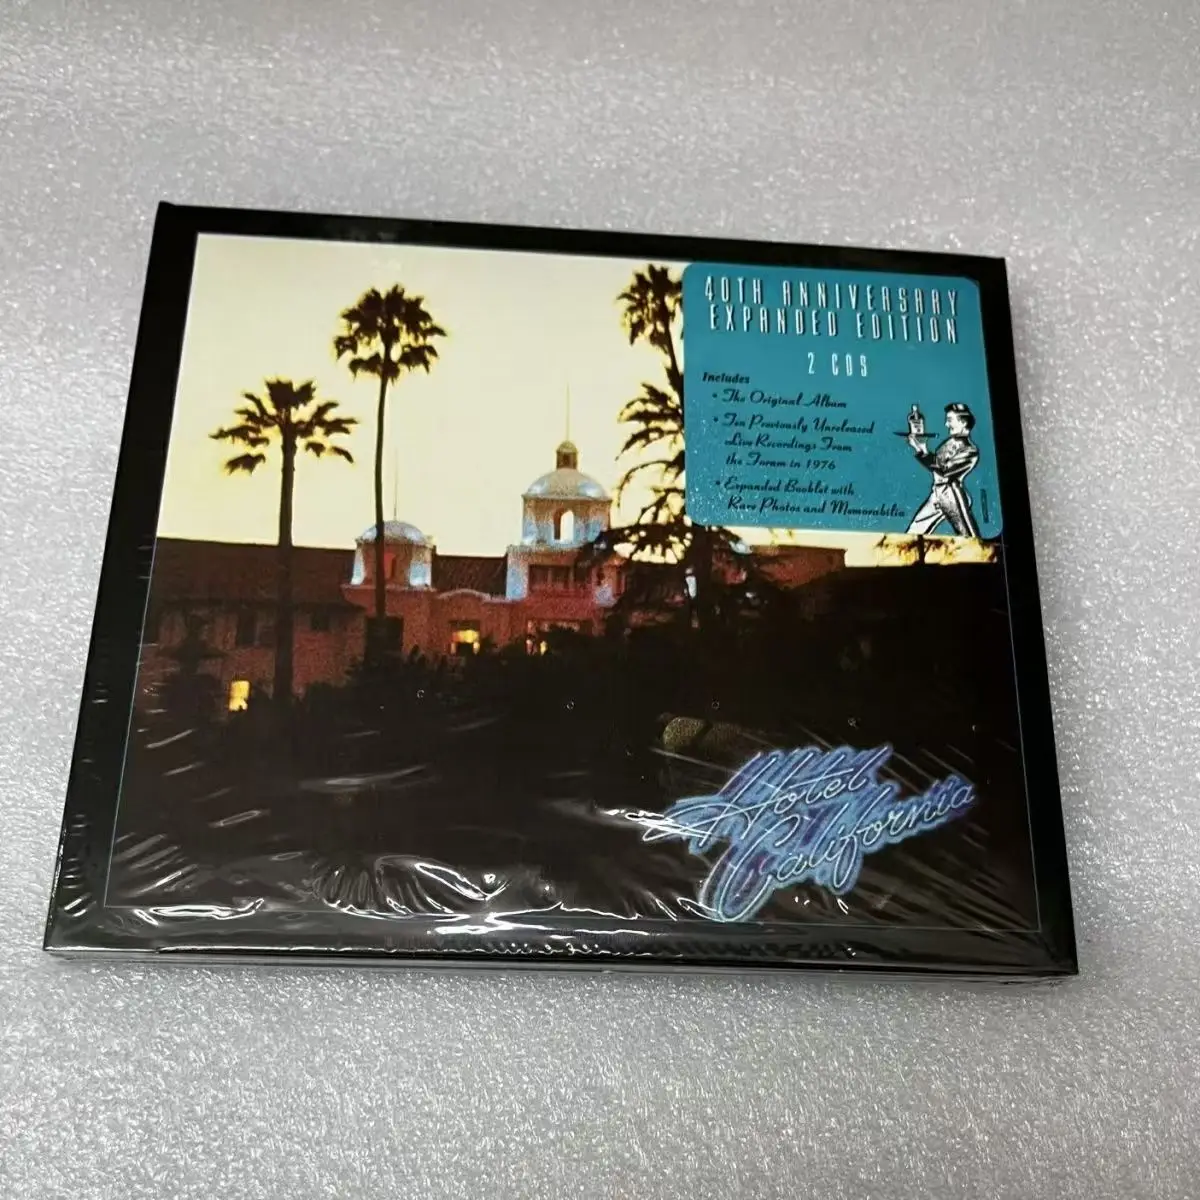 40TH ANNIVERSARY
EXPANDED EDITION
2 CDS
Includes
• The Original Album
• Ten Previously Unreleased
Live Recordings From
the Forum in 1976
• Expanded Booklet with
Rare Photos and Memorabilia
Hotel
California